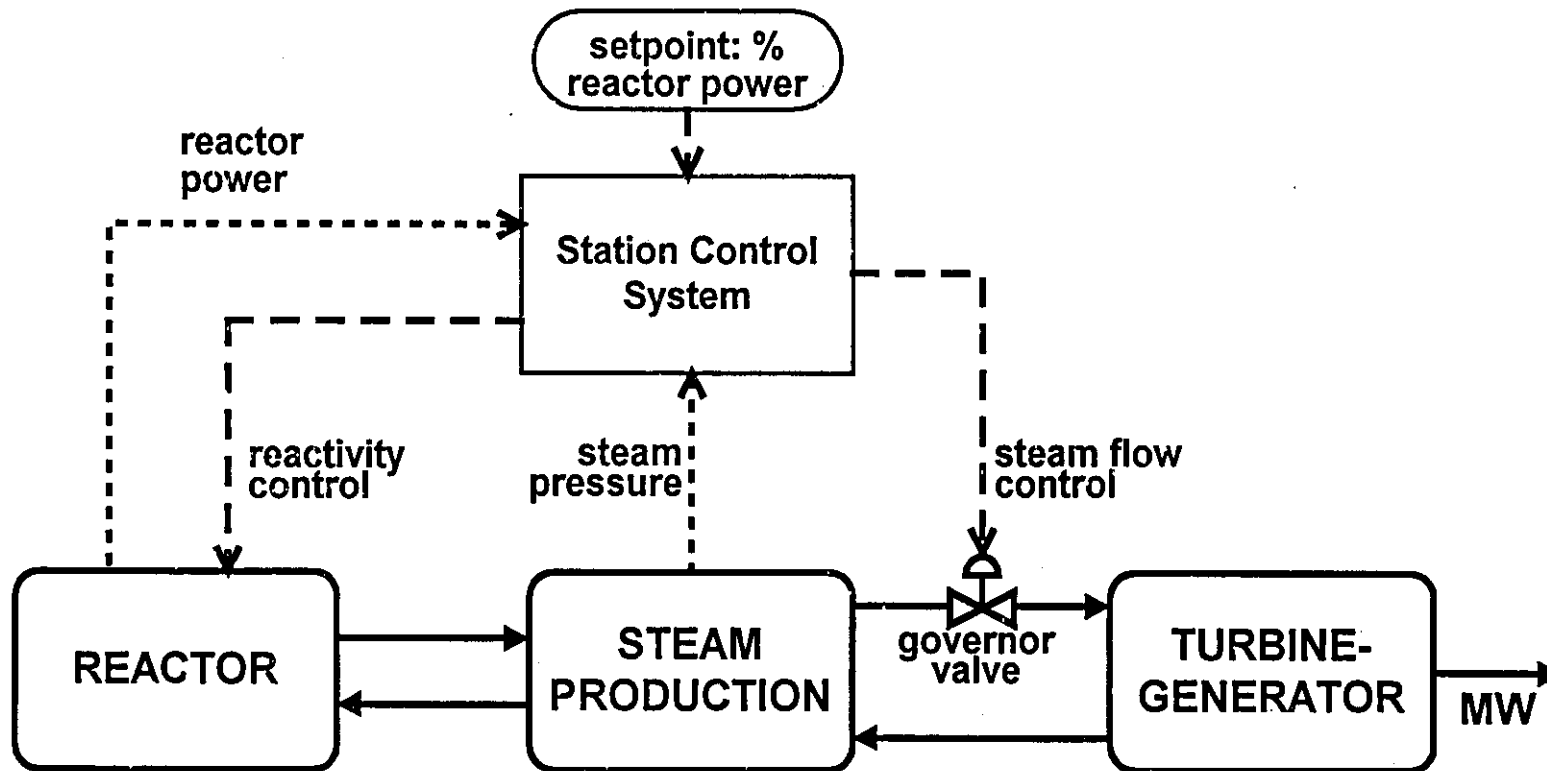 setpoint: %
reactor power
reactor
power
Station Control
System
reactivity
control
steam
pressure
steam flow
control
REACTOR
STEAM
PRODUCTION
governor
valve
TURBINE-
GENERATOR
MW